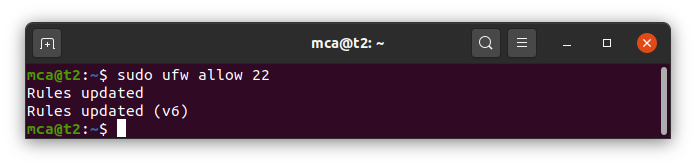 mca@t2: ~
mca@t2:~$ sudo ufw allow 22
Rules updated
Rules updated (v6)
mca@t2:~$